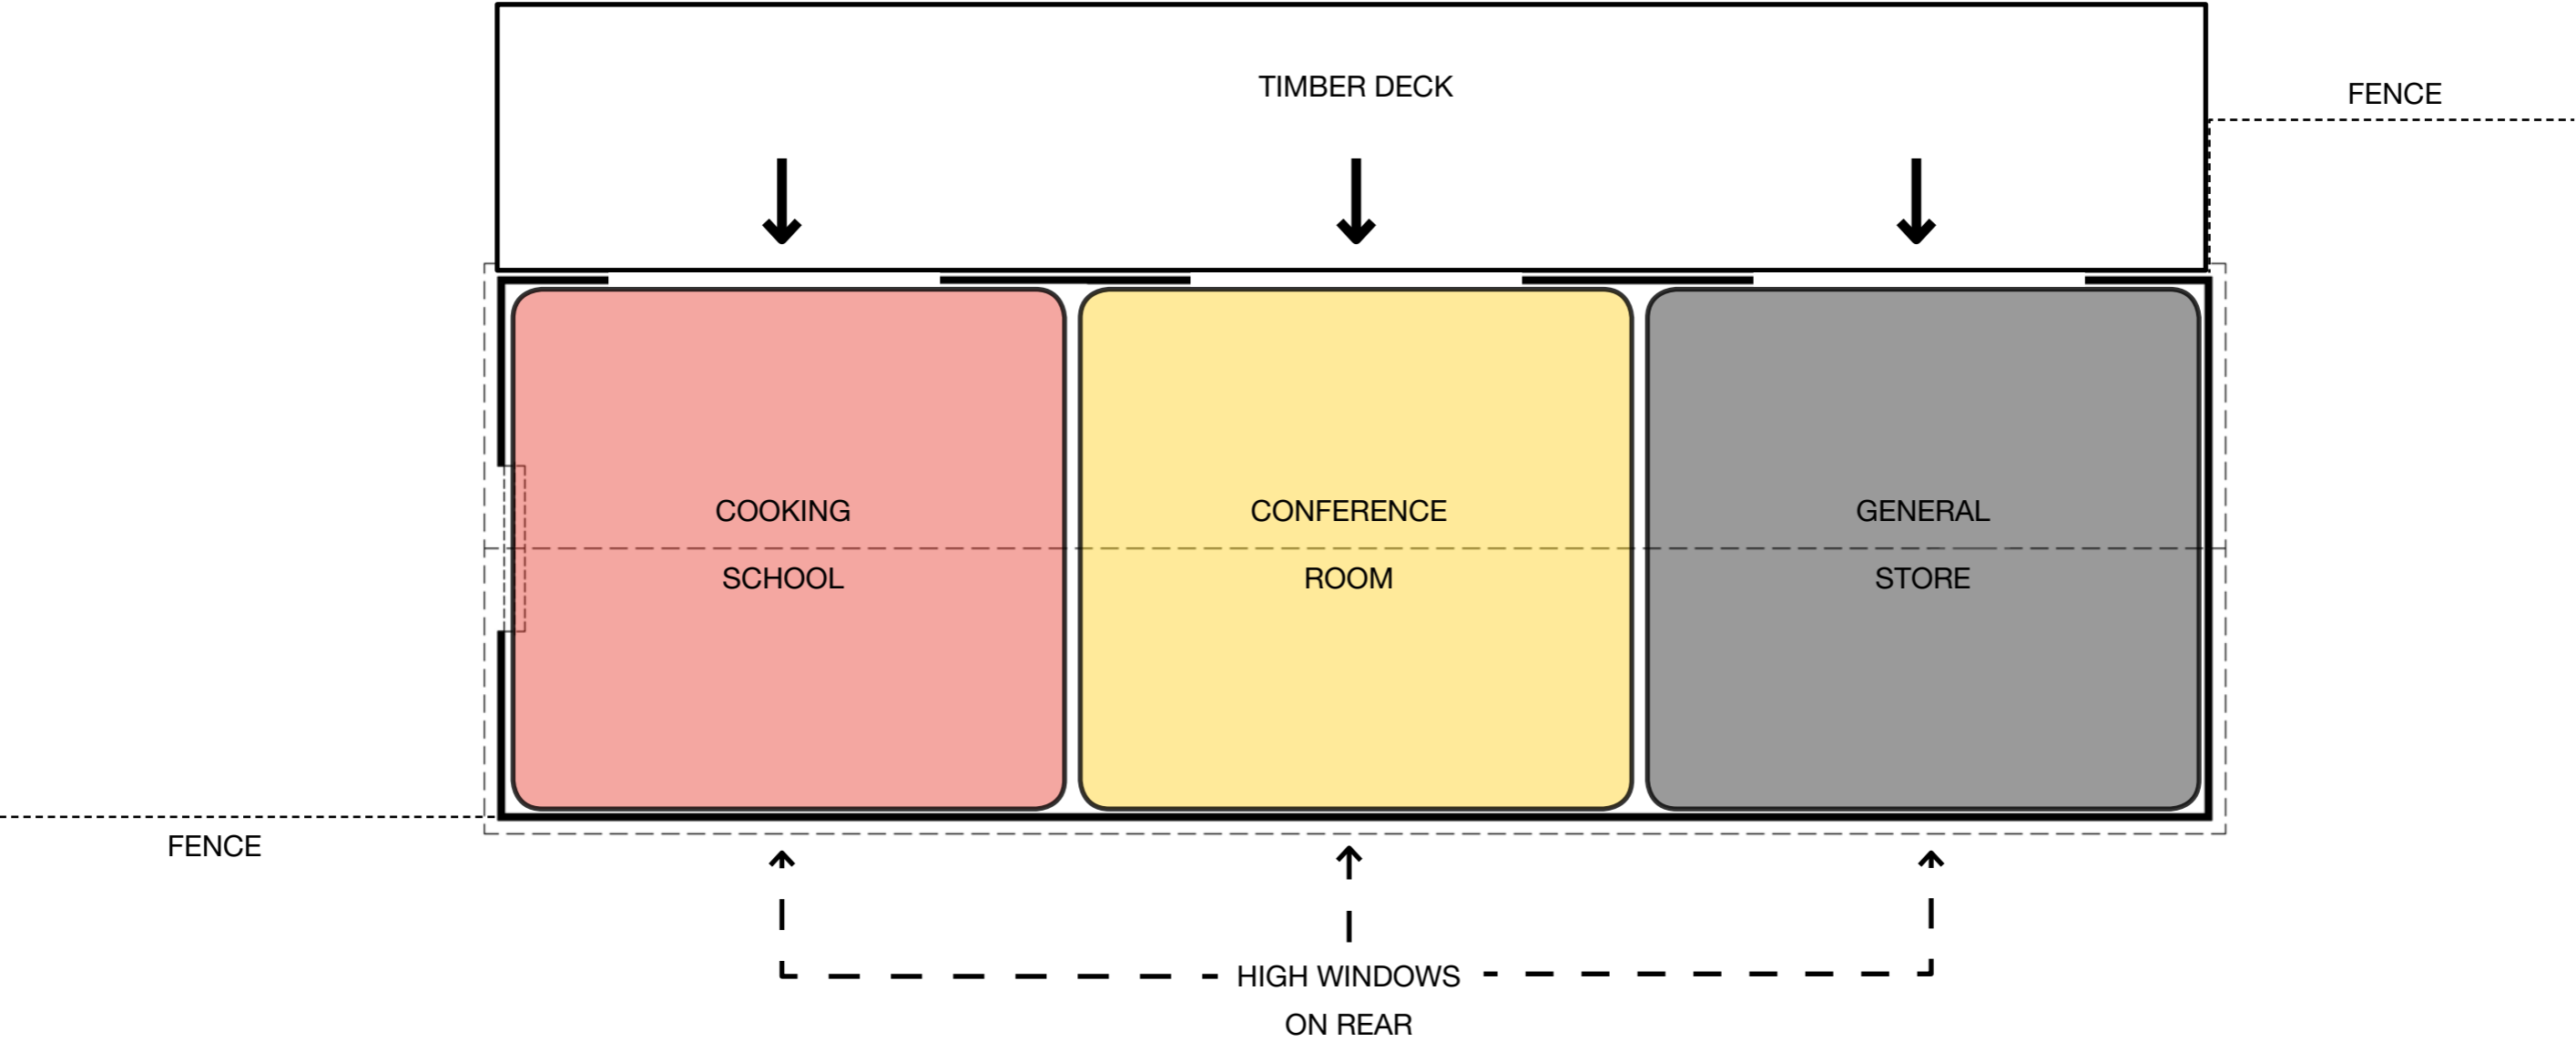 TIMBER DECK
FENCE
COOKING
SCHOOL
CONFERENCE
ROOM
GENERAL
STORE
FENCE
HIGH WINDOWS
ON REAR